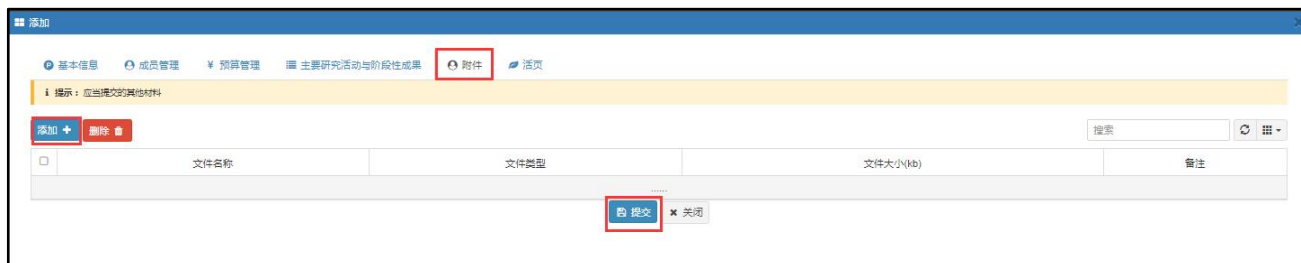 添加
基本信息 成员管理 ¥ 预算管理 主要研究活动与阶段性成果 附件 活页
i 提示：应当提交的其他材料
添加 + 删除 搜索
文件名称 文件类型 文件大小(kb) 备注
......
提交 × 关闭